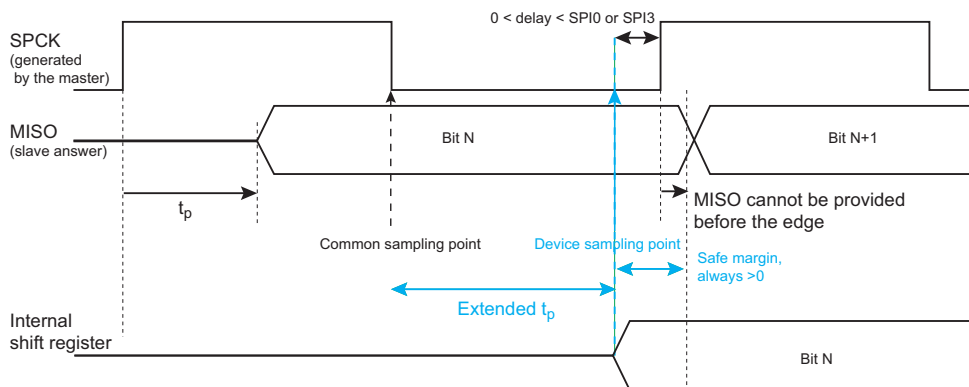 0 < delay < SPI0 or SPI3
SPCK
(generated
by the master)
MISO
(slave answer)
Bit N
Bit N+1
tp
MISO cannot be provided
before the edge
Common sampling point
Device sampling point
Safe margin,
always >0
Extended tp
Internal
shift register
Bit N